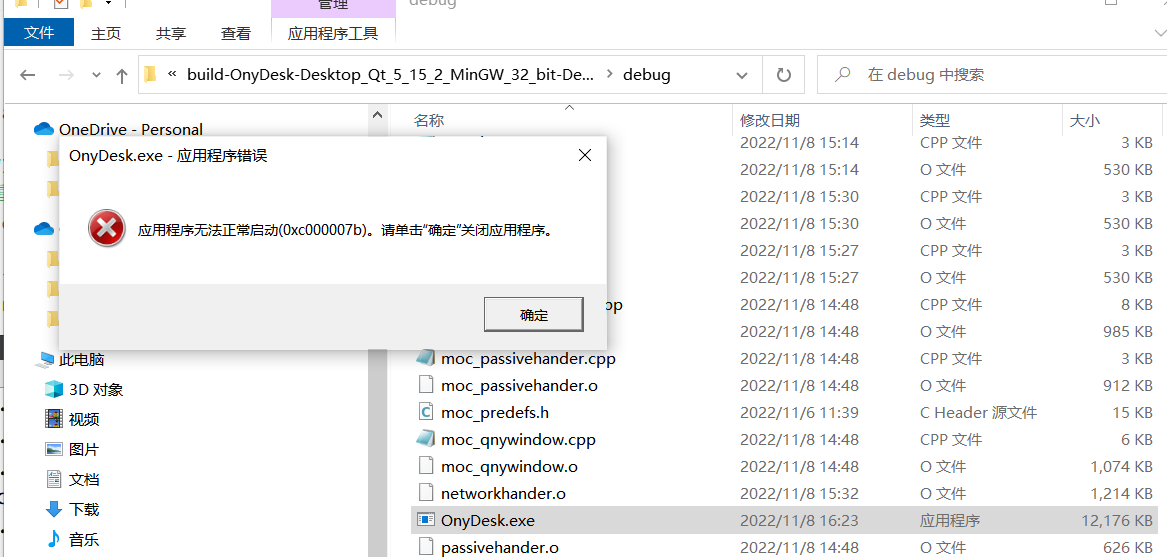 管理
debug
文件
主页
共享
查看
应用程序工具
« build-OnyDesk-Desktop_Qt_5_15_2_MinGW_32_bit-De... › debug
在 debug 中搜索
OneDrive - Personal
此电脑
3D 对象
视频
图片
文档
下载
音乐
OnyDesk.exe - 应用程序错误
应用程序无法正常启动(0xc000007b)。请单击"确定"关闭应用程序。
确定
名称 修改日期 类型 大小
2022/11/8 15:14 CPP 文件 3 KB
2022/11/8 15:14 O 文件 530 KB
2022/11/8 15:30 CPP 文件 3 KB
2022/11/8 15:30 O 文件 530 KB
2022/11/8 15:27 CPP 文件 3 KB
2022/11/8 15:27 O 文件 530 KB
pp 2022/11/8 14:48 CPP 文件 8 KB
2022/11/8 14:48 O 文件 985 KB
moc_passivehander.cpp 2022/11/8 14:48 CPP 文件 3 KB
moc_passivehander.o 2022/11/8 14:48 O 文件 912 KB
moc_predefs.h 2022/11/6 11:39 C Header 源文件 15 KB
moc_qnywindow.cpp 2022/11/8 14:48 CPP 文件 6 KB
moc_qnywindow.o 2022/11/8 14:48 O 文件 1,074 KB
networkhander.o 2022/11/8 15:32 O 文件 1,214 KB
OnyDesk.exe 2022/11/8 16:23 应用程序 12,176 KB
passivehander.o 2022/11/8 14:48 O 文件 626 KB